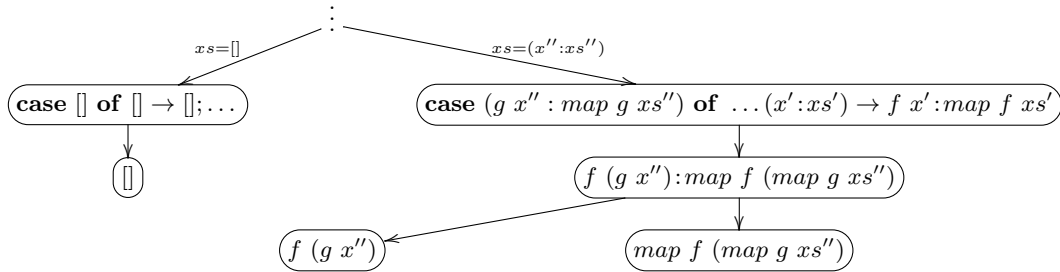 ⋮
xs=[]
xs=(x'':xs'')
case [] of [] → []; …
case (g x'' : map g xs'') of … (x':xs') → f x':map f xs'
[]
f (g x''):map f (map g xs'')
f (g x'')
map f (map g xs'')